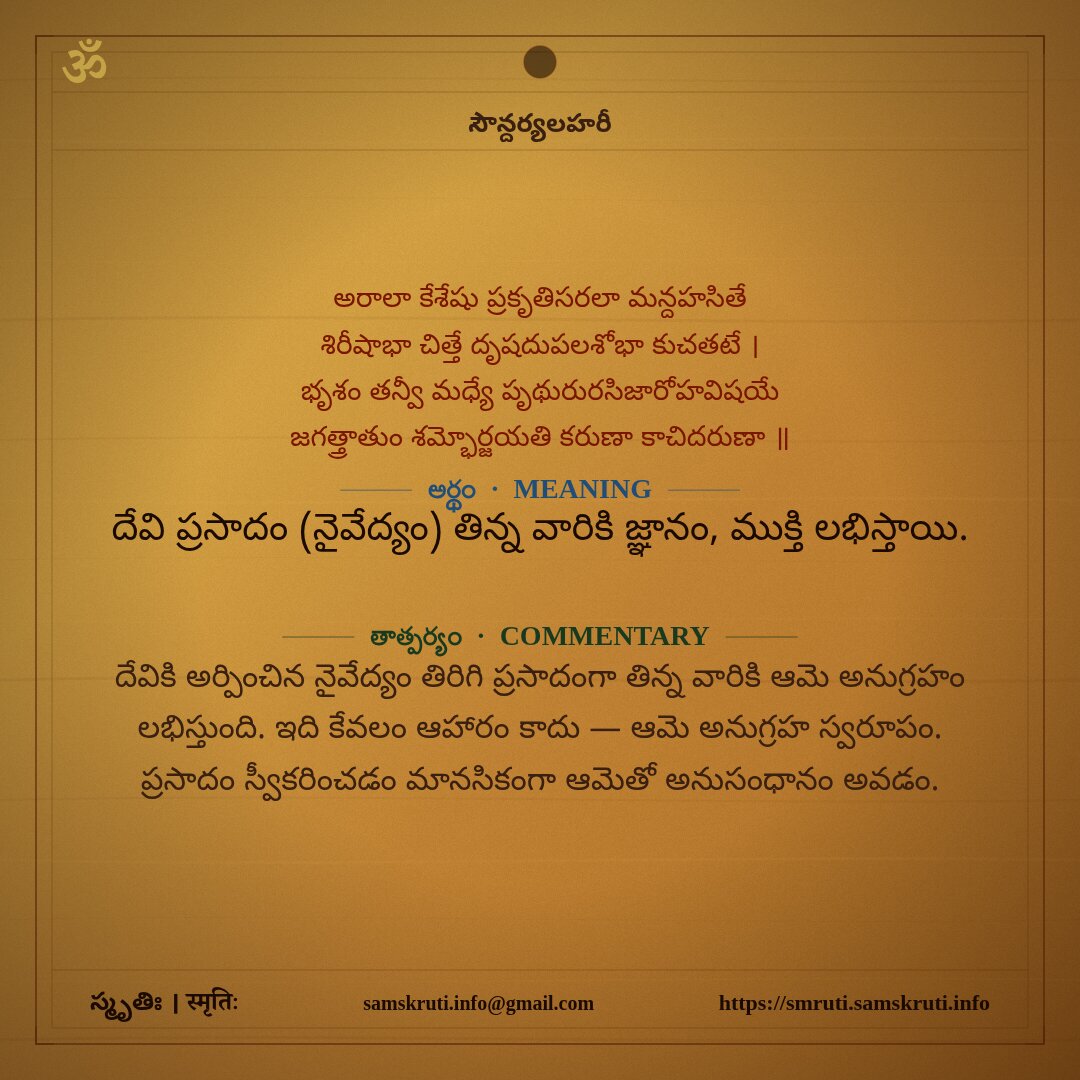 ॐ
సౌన్దర్యలహరీ
అరాలా కేశేషు ప్రకృతిసరలా మన్దహసితే
శిరీషాభా చిత్తే దృషదుపలశోభా కుచతటే |
భృశం తన్వీ మధ్యే పృథురురసిజారోహవిషయే
జగత్త్రాతుం శమ్భోర్జయతి కరుణా కాచిదరుణా ||
అర్థం · MEANING
దేవి ప్రసాదం (నైవేద్యం) తిన్న వారికి జ్ఞానం, ముక్తి లభిస్తాయి.
తాత్పర్యం · COMMENTARY
దేవికి అర్పించిన నైవేద్యం తిరిగి ప్రసాదంగా తిన్న వారికి ఆమె అనుగ్రహం
లభిస్తుంది. ఇది కేవలం ఆహారం కాదు — ఆమె అనుగ్రహ స్వరూపం.
ప్రసాదం స్వీకరించడం మానసికంగా ఆమెతో అనుసంధానం అవడం.
స్మృతిః | स्मृतिः samskruti.info@gmail.com https://smruti.samskruti.info